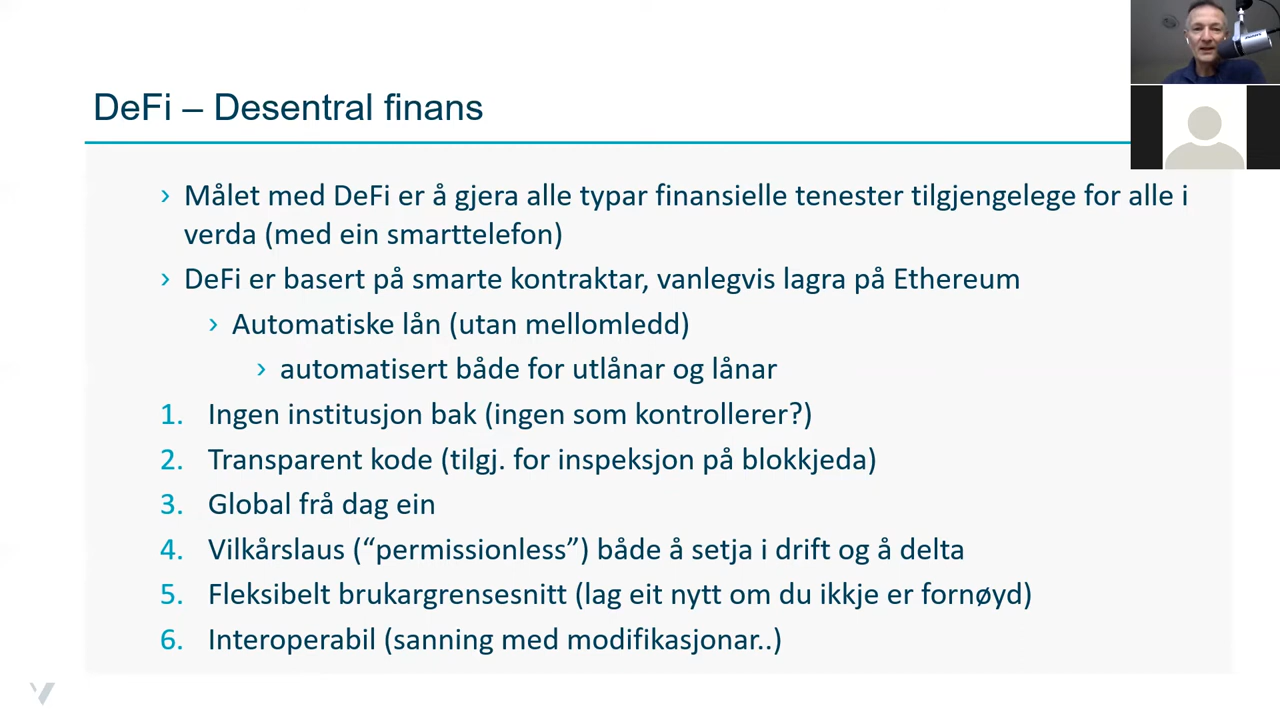 DeFi – Desentral finans
› Målet med DeFi er å gjera alle typar finansielle tenester tilgjengelege for alle i
verda (med ein smarttelefon)
› DeFi er basert på smarte kontraktar, vanlegvis lagra på Ethereum
› Automatiske lån (utan mellomledd)
› automatisert både for utlånar og lånar
1. Ingen institusjon bak (ingen som kontrollerer?)
2. Transparent kode (tilgj. for inspeksjon på blokkjeda)
3. Global frå dag ein
4. Vilkårslaus (“permissionless”) både å setja i drift og å delta
5. Fleksibelt brukargrensesnitt (lag eit nytt om du ikkje er fornøyd)
6. Interoperabil (sanning med modifikasjonar..)